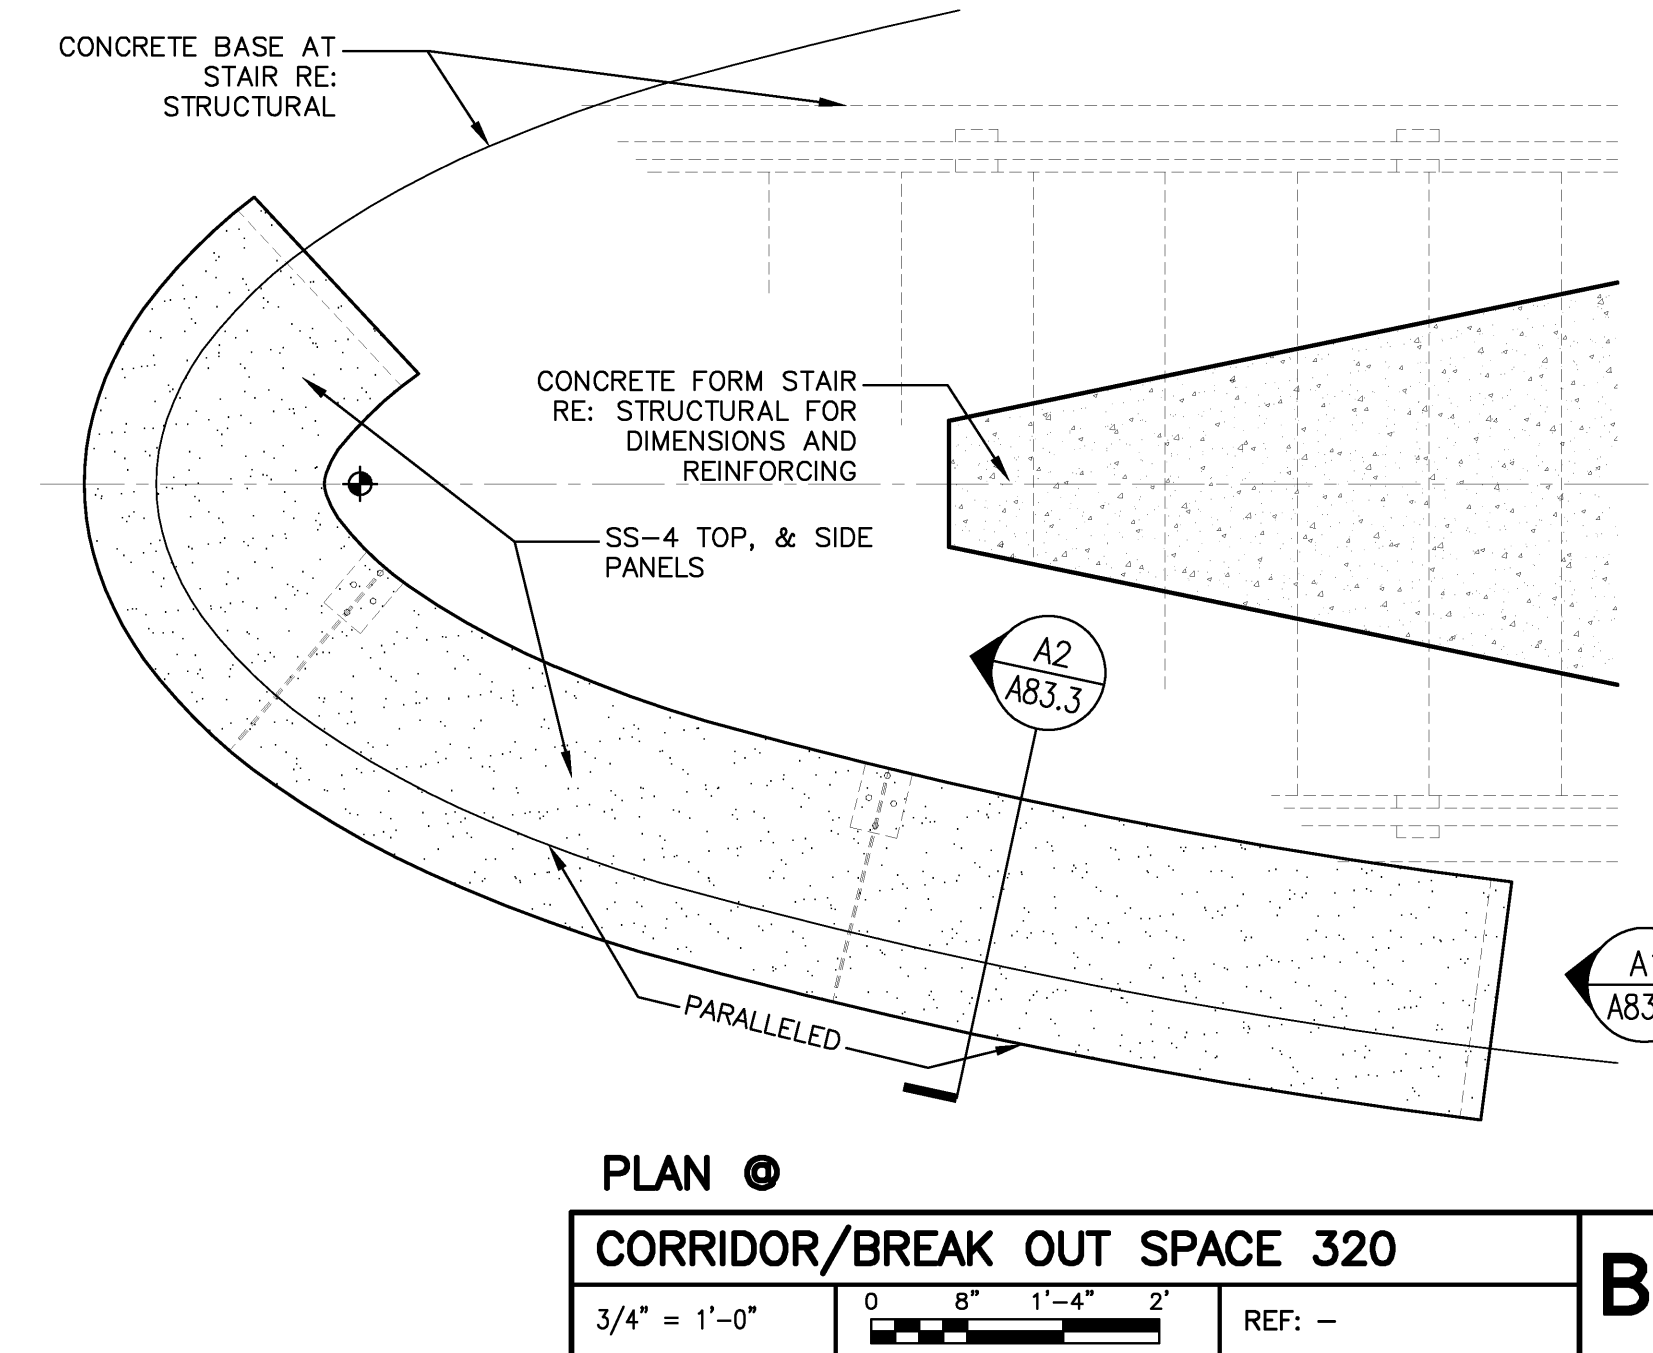 CONCRETE BASE AT
STAIR RE:
STRUCTURAL
CONCRETE FORM STAIR
RE: STRUCTURAL FOR
DIMENSIONS AND
REINFORCING
SS-4 TOP, & SIDE
PANELS
A2
A83.3
A
A83
PARALLELED
PLAN @
CORRIDOR/BREAK OUT SPACE 320
B
3/4" = 1'-0"
0 8" 1'-4" 2'
REF: -